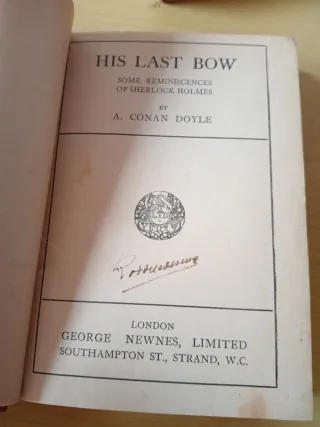 HIS LAST BOW
SOME REMINISCENCES
OF SHERLOCK HOLMES
BY
A. CONAN DOYLE
LONDON
GEORGE NEWNES, LIMITED
SOUTHAMPTON ST., STRAND, W.C.